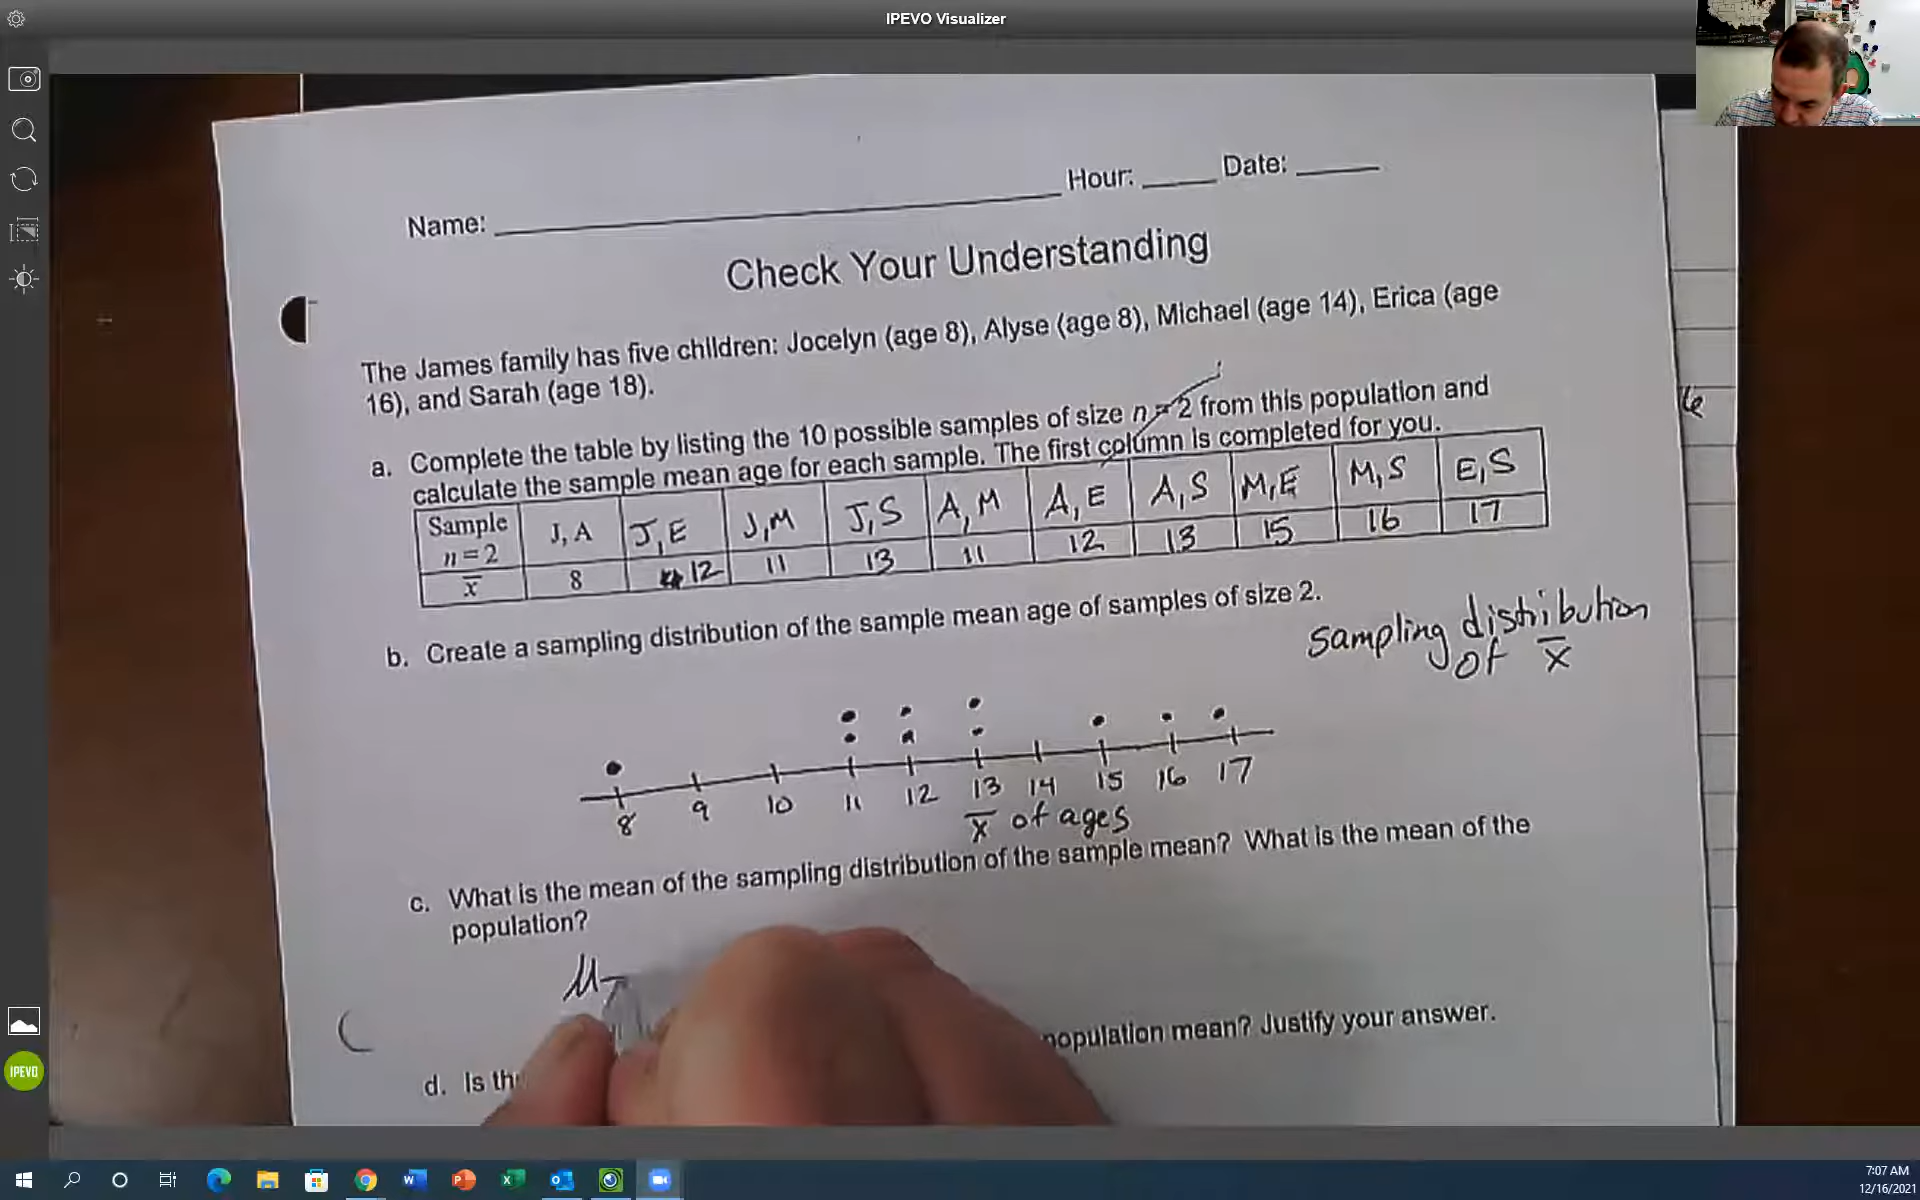 IPEVO Visualizer
Name: Hour: Date:
Check Your Understanding
The James family has five children: Jocelyn (age 8), Alyse (age 8), Michael (age 14), Erica (age
16), and Sarah (age 18).
a. Complete the table by listing the 10 possible samples of size n = 2 from this population and
calculate the sample mean age for each sample. The first column is completed for you.
Sample n = 2 J, A J, E J, M J, S A, M A, E A, S M, E M, S E, S
x̅ 8 12 11 13 11 12 13 15 16 17
b. Create a sampling distribution of the sample mean age of samples of size 2.
sampling distribution
of x̅
8 9 10 11 12 13 14 15 16 17
x̅ of ages
c. What is the mean of the sampling distribution of the sample mean? What is the mean of the
population?
μ
d. Is population mean? Justify your answer.
IPEVO
7:07 AM
12/16/2021